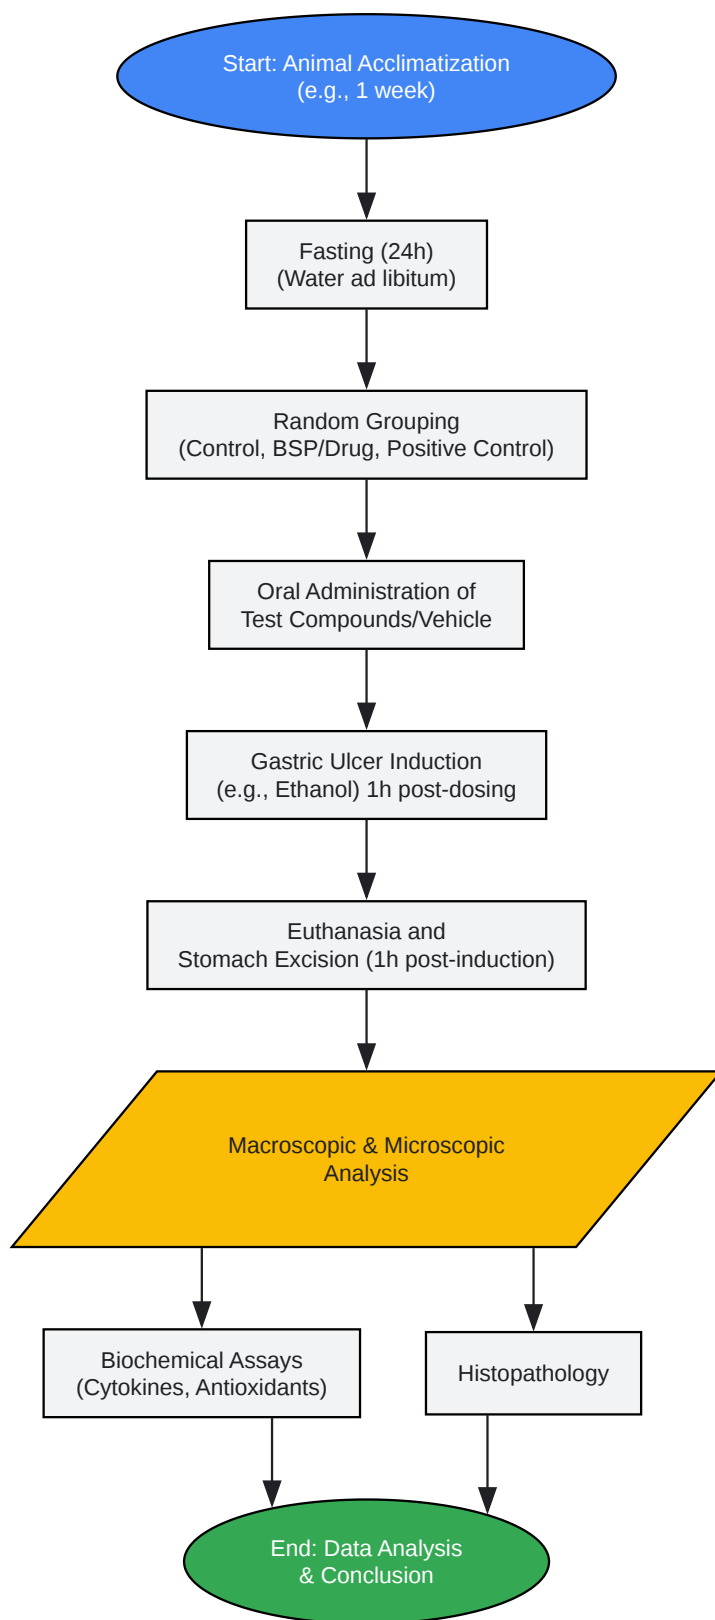 Start: Animal Acclimatization
(e.g., 1 week)
Fasting (24h)
(Water ad libitum)
Random Grouping
(Control, BSP/Drug, Positive Control)
Oral Administration of
Test Compounds/Vehicle
Gastric Ulcer Induction
(e.g., Ethanol) 1h post-dosing
Euthanasia and
Stomach Excision (1h post-induction)
Macroscopic & Microscopic
Analysis
Biochemical Assays
(Cytokines, Antioxidants)
Histopathology
End: Data Analysis
& Conclusion